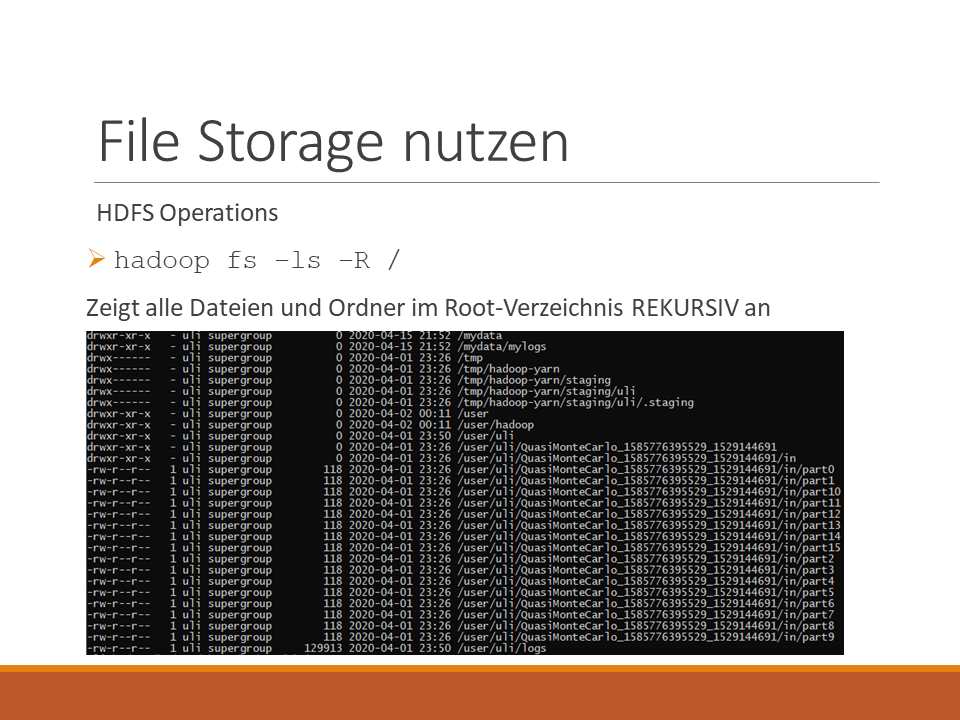 File Storage nutzen
HDFS Operations
hadoop fs –ls –R /
Zeigt alle Dateien und Ordner im Root-Verzeichnis REKURSIV an
drwxr-xr-x - uli supergroup 0 2020-04-15 21:52 /mydata
drwxr-xr-x - uli supergroup 0 2020-04-15 21:52 /mydata/mylogs
drwx------ - uli supergroup 0 2020-04-01 23:26 /tmp
drwx------ - uli supergroup 0 2020-04-01 23:26 /tmp/hadoop-yarn
drwx------ - uli supergroup 0 2020-04-01 23:26 /tmp/hadoop-yarn/staging
drwx------ - uli supergroup 0 2020-04-01 23:26 /tmp/hadoop-yarn/staging/uli
drwx------ - uli supergroup 0 2020-04-01 23:26 /tmp/hadoop-yarn/staging/uli/.staging
drwxr-xr-x - uli supergroup 0 2020-04-02 00:11 /user
drwxr-xr-x - uli supergroup 0 2020-04-02 00:11 /user/hadoop
drwxr-xr-x - uli supergroup 0 2020-04-01 23:50 /user/uli
drwxr-xr-x - uli supergroup 0 2020-04-01 23:26 /user/uli/QuasiMonteCarlo_1585776395529_1529144691
drwxr-xr-x - uli supergroup 0 2020-04-01 23:26 /user/uli/QuasiMonteCarlo_1585776395529_1529144691/in
-rw-r--r-- 1 uli supergroup 118 2020-04-01 23:26 /user/uli/QuasiMonteCarlo_1585776395529_1529144691/in/part0
-rw-r--r-- 1 uli supergroup 118 2020-04-01 23:26 /user/uli/QuasiMonteCarlo_1585776395529_1529144691/in/part1
-rw-r--r-- 1 uli supergroup 118 2020-04-01 23:26 /user/uli/QuasiMonteCarlo_1585776395529_1529144691/in/part10
-rw-r--r-- 1 uli supergroup 118 2020-04-01 23:26 /user/uli/QuasiMonteCarlo_1585776395529_1529144691/in/part11
-rw-r--r-- 1 uli supergroup 118 2020-04-01 23:26 /user/uli/QuasiMonteCarlo_1585776395529_1529144691/in/part12
-rw-r--r-- 1 uli supergroup 118 2020-04-01 23:26 /user/uli/QuasiMonteCarlo_1585776395529_1529144691/in/part13
-rw-r--r-- 1 uli supergroup 118 2020-04-01 23:26 /user/uli/QuasiMonteCarlo_1585776395529_1529144691/in/part14
-rw-r--r-- 1 uli supergroup 118 2020-04-01 23:26 /user/uli/QuasiMonteCarlo_1585776395529_1529144691/in/part15
-rw-r--r-- 1 uli supergroup 118 2020-04-01 23:26 /user/uli/QuasiMonteCarlo_1585776395529_1529144691/in/part2
-rw-r--r-- 1 uli supergroup 118 2020-04-01 23:26 /user/uli/QuasiMonteCarlo_1585776395529_1529144691/in/part3
-rw-r--r-- 1 uli supergroup 118 2020-04-01 23:26 /user/uli/QuasiMonteCarlo_1585776395529_1529144691/in/part4
-rw-r--r-- 1 uli supergroup 118 2020-04-01 23:26 /user/uli/QuasiMonteCarlo_1585776395529_1529144691/in/part5
-rw-r--r-- 1 uli supergroup 118 2020-04-01 23:26 /user/uli/QuasiMonteCarlo_1585776395529_1529144691/in/part6
-rw-r--r-- 1 uli supergroup 118 2020-04-01 23:26 /user/uli/QuasiMonteCarlo_1585776395529_1529144691/in/part7
-rw-r--r-- 1 uli supergroup 118 2020-04-01 23:26 /user/uli/QuasiMonteCarlo_1585776395529_1529144691/in/part8
-rw-r--r-- 1 uli supergroup 118 2020-04-01 23:26 /user/uli/QuasiMonteCarlo_1585776395529_1529144691/in/part9
-rw-r--r-- 1 uli supergroup 129913 2020-04-01 23:50 /user/uli/logs